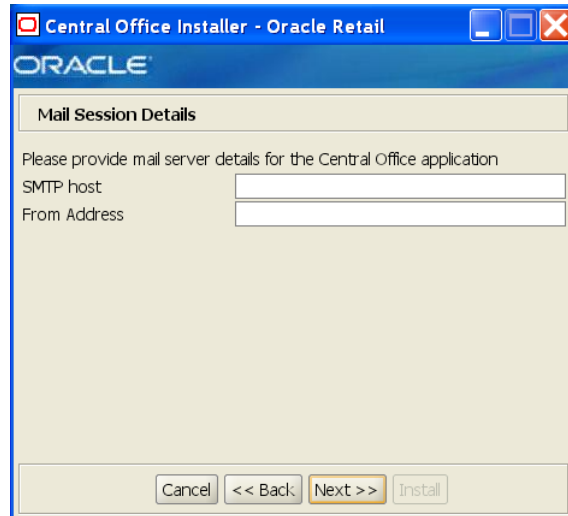 Central Office Installer - Oracle Retail
ORACLE
Mail Session Details
Please provide mail server details for the Central Office application
SMTP host
From Address
Cancel << Back Next >> Install